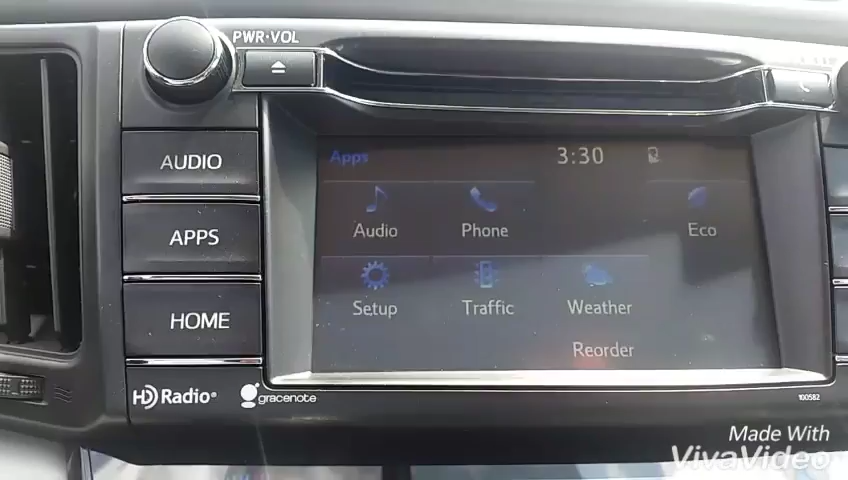 PWR·VOL
AUDIO
APPS
HOME
HD Radio®
gracenote
100582
Apps
3:30
Audio
Phone
Eco
Setup
Traffic
Weather
Reorder
Made With
VivaVideo